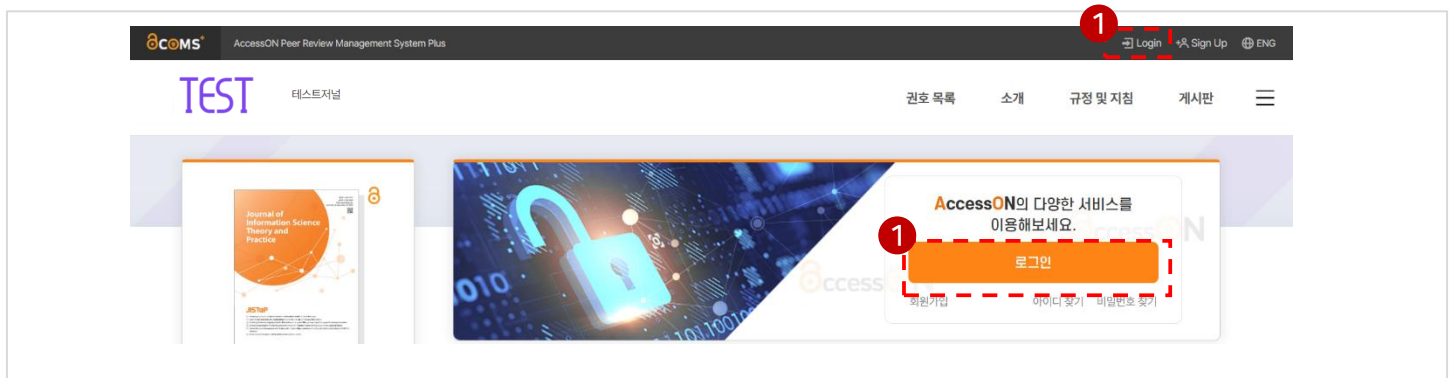 1
acoms+ AccessON Peer Review Management System Plus Login Sign Up ENG
TEST 테스트저널 권호 목록 소개 규정 및 지침 게시판
Journal of
Information Science
Theory and
Practice
JISTaP
1011
010
1011001
AccessON의 다양한 서비스를
이용해보세요.
1
로그인
회원가입 아이디 찾기 비밀번호 찾기